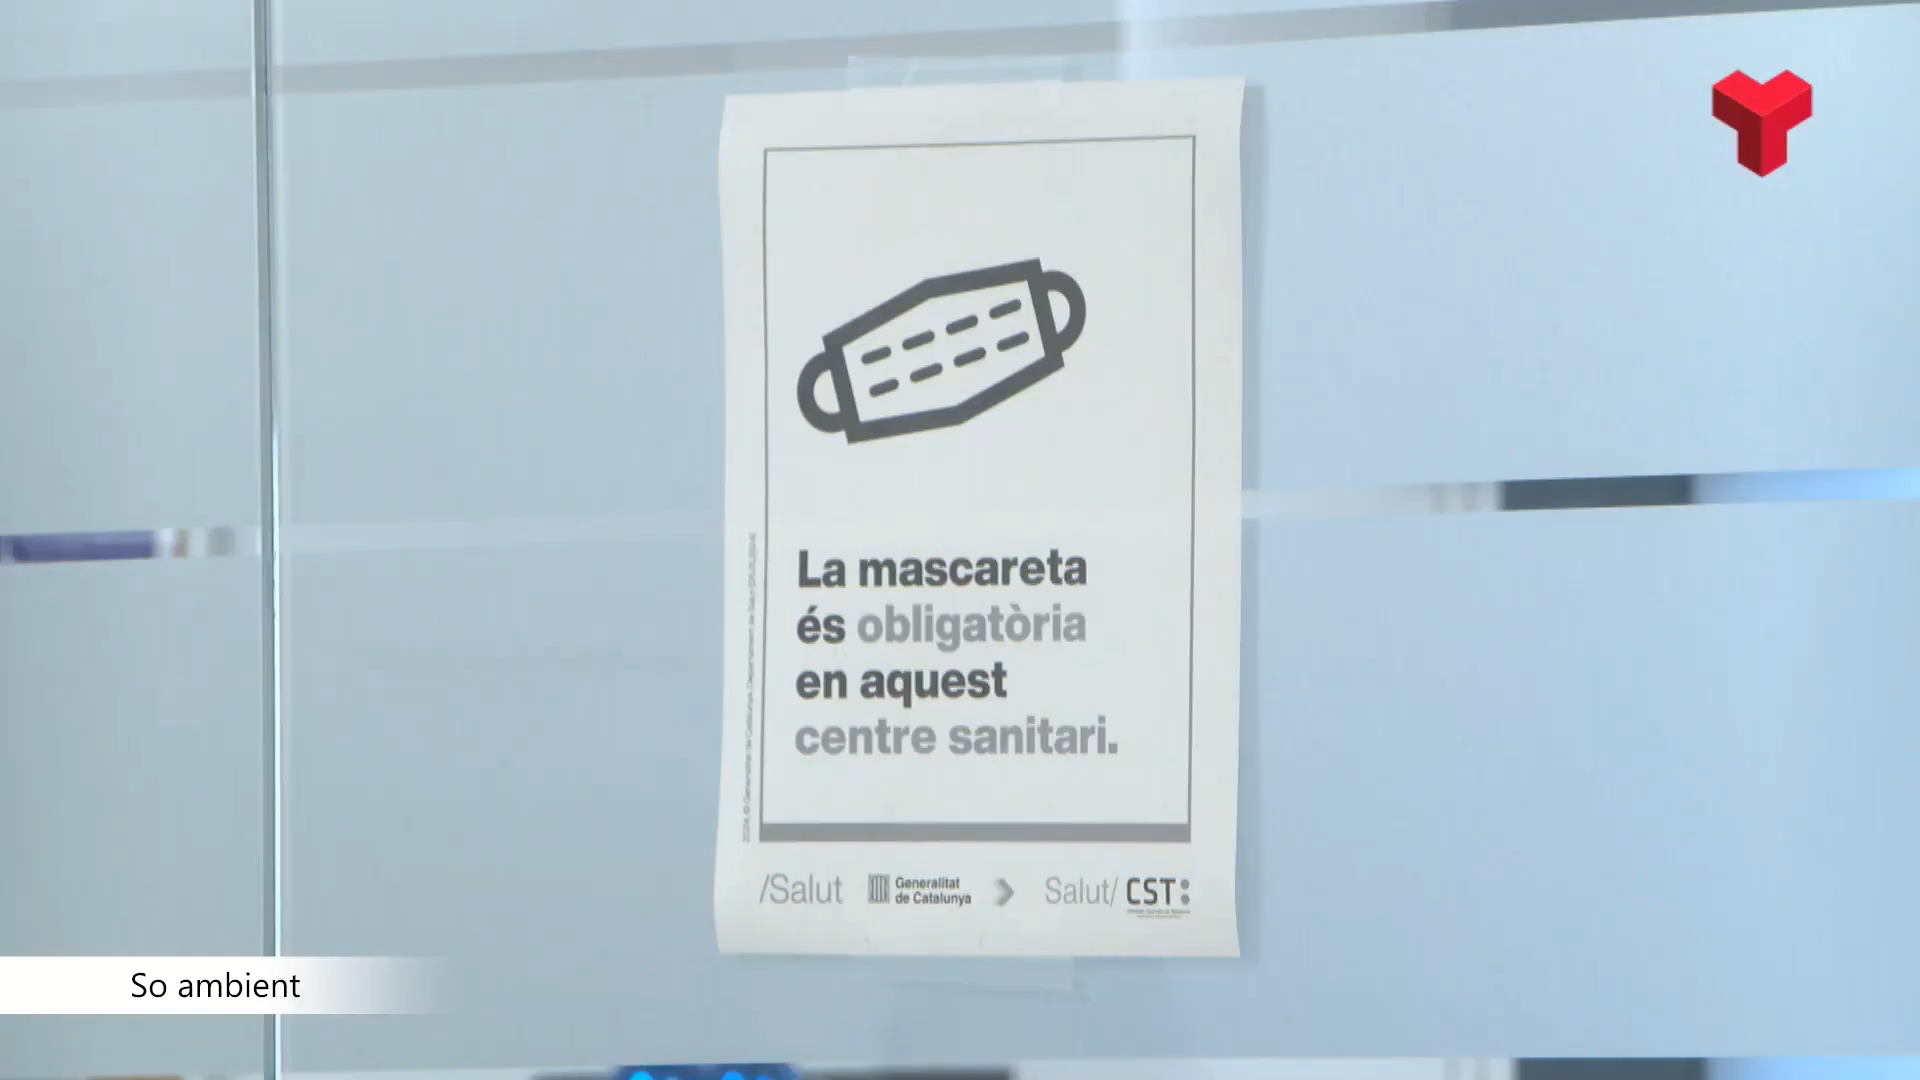 La mascareta
és obligatòria
en aquest
centre sanitari.
/Salut
Generalitat
de Catalunya
Salut/
CST:
So ambient